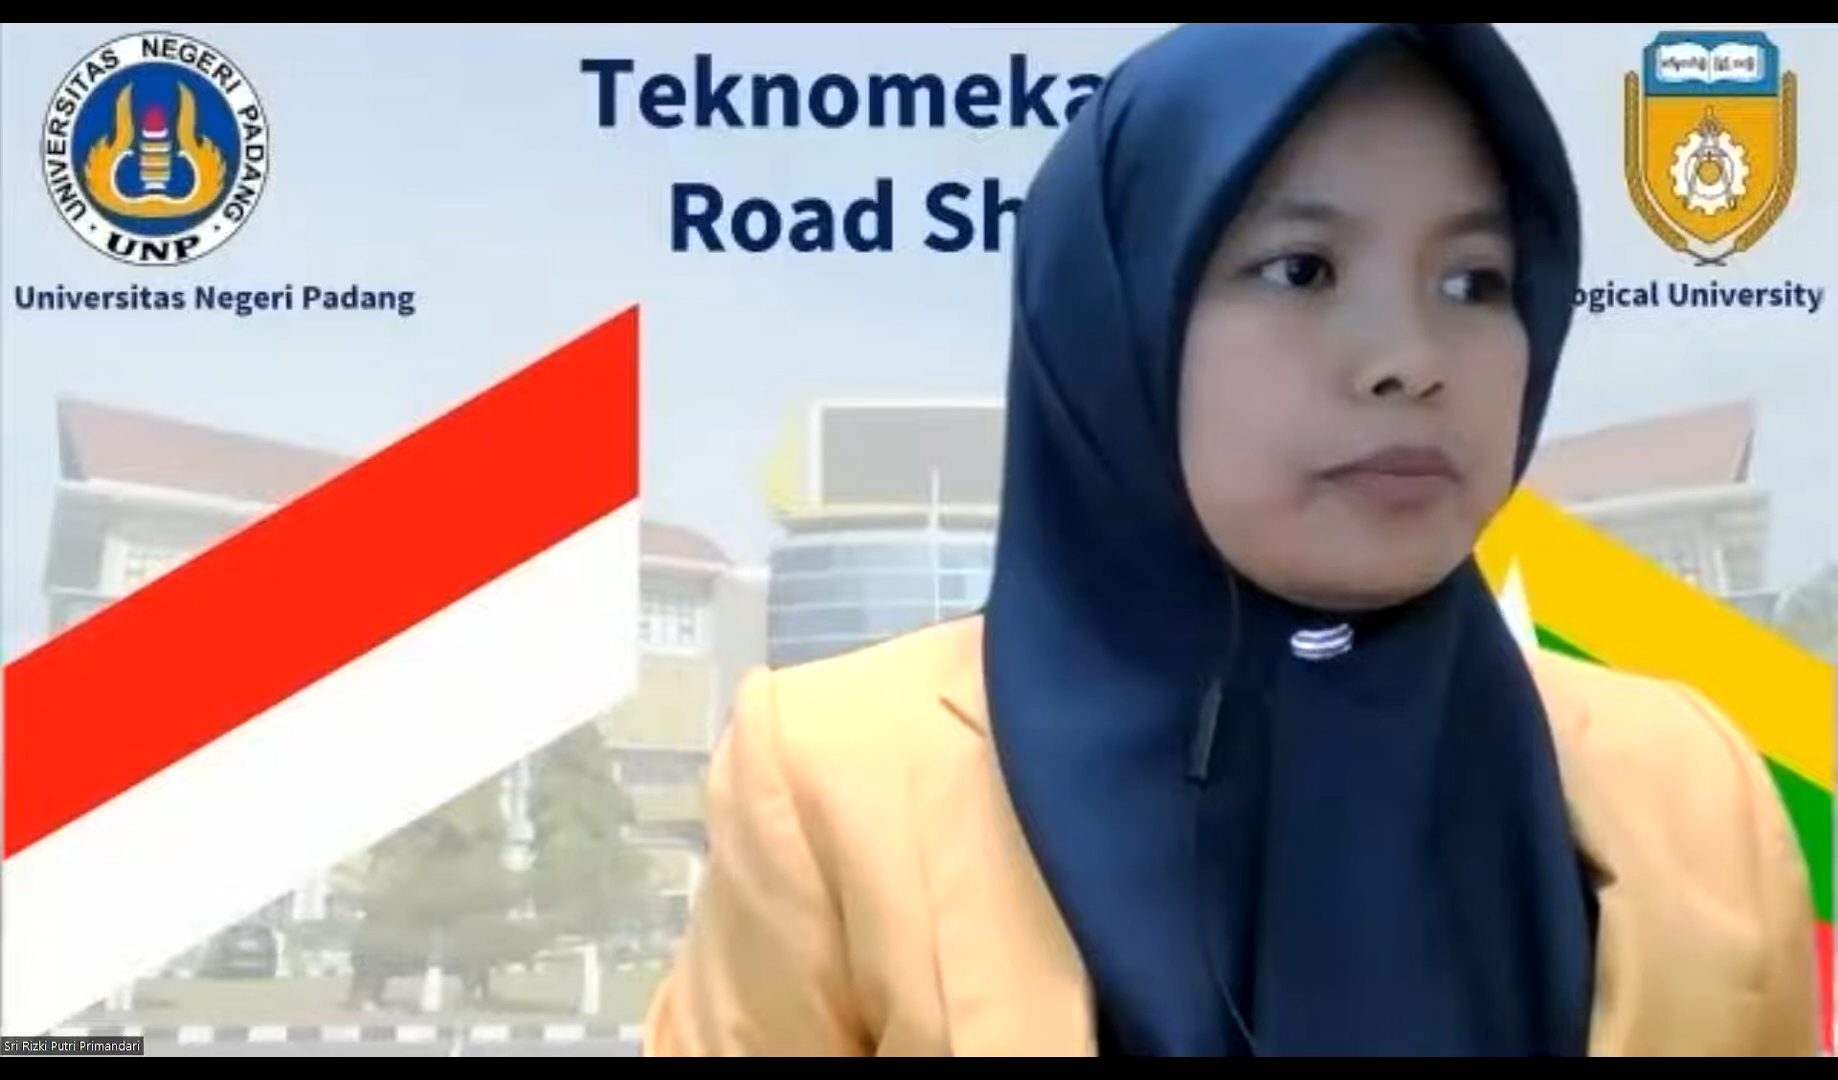 UNIVERSITAS NEGERI PADANG
UNP
Teknomeka
Road Sh
Universitas Negeri Padang
ogical University
Sri Rizki Putri Primandari